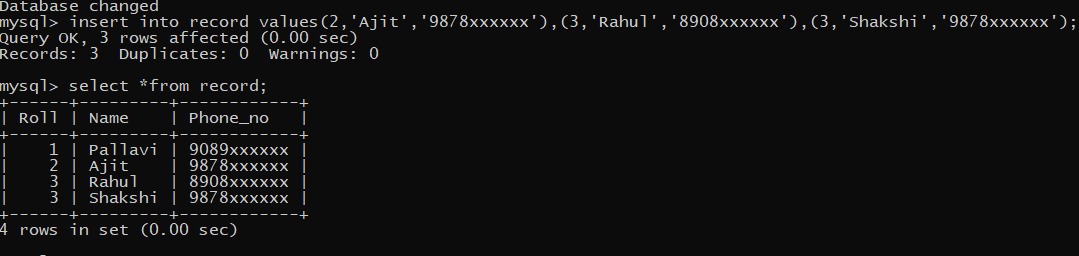 Database changed
mysql> insert into record values(2,'Ajit','9878xxxxxx'),(3,'Rahul','8908xxxxxx'),(3,'Shakshi','9878xxxxxx');
Query OK, 3 rows affected (0.00 sec)
Records: 3  Duplicates: 0  Warnings: 0

mysql> select *from record;
+------+---------+------------+
| Roll | Name    | Phone_no   |
+------+---------+------------+
|    1 | Pallavi | 9089xxxxxx |
|    2 | Ajit    | 9878xxxxxx |
|    3 | Rahul   | 8908xxxxxx |
|    3 | Shakshi | 9878xxxxxx |
+------+---------+------------+
4 rows in set (0.00 sec)